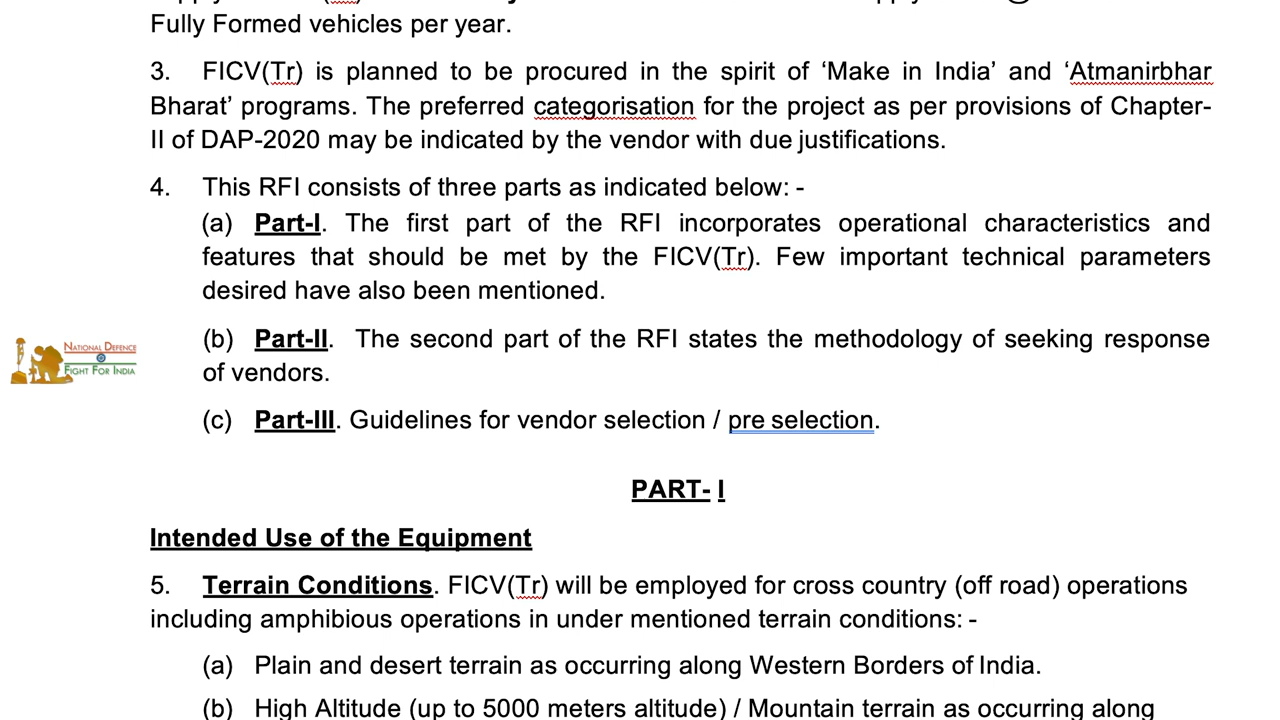 Fully Formed vehicles per year.
3. FICV(Tr) is planned to be procured in the spirit of ‘Make in India’ and ‘Atmanirbhar
Bharat’ programs. The preferred categorisation for the project as per provisions of Chapter-
II of DAP-2020 may be indicated by the vendor with due justifications.
4. This RFI consists of three parts as indicated below: -
(a) Part-I. The first part of the RFI incorporates operational characteristics and
features that should be met by the FICV(Tr). Few important technical parameters
desired have also been mentioned.
(b) Part-II. The second part of the RFI states the methodology of seeking response
of vendors.
NATIONAL DEFENCE
FIGHT FOR INDIA
(c) Part-III. Guidelines for vendor selection / pre selection.
PART- I
Intended Use of the Equipment
5. Terrain Conditions. FICV(Tr) will be employed for cross country (off road) operations
including amphibious operations in under mentioned terrain conditions: -
(a) Plain and desert terrain as occurring along Western Borders of India.
(b) High Altitude (up to 5000 meters altitude) / Mountain terrain as occurring along